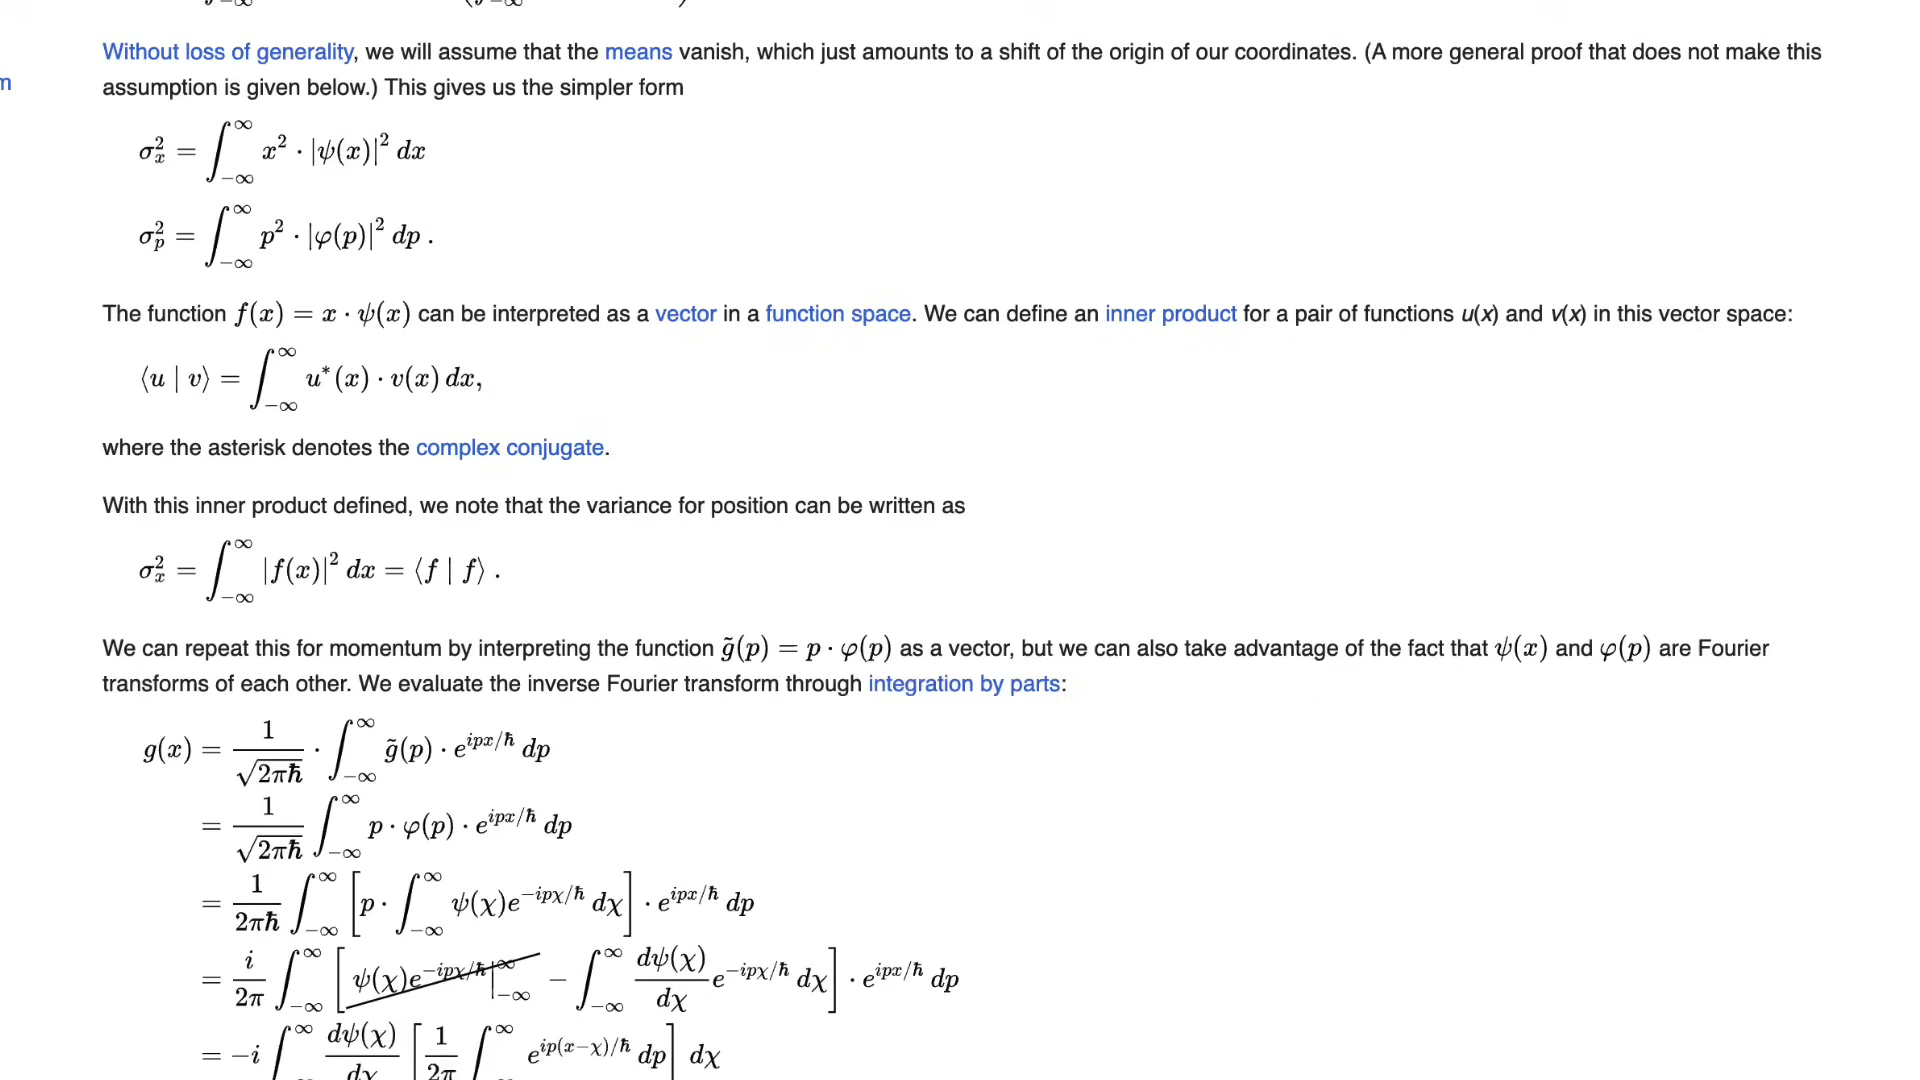 Without loss of generality, we will assume that the means vanish, which just amounts to a shift of the origin of our coordinates. (A more general proof that does not make this
m
assumption is given below.) This gives us the simpler form
σ_x^2 = ∫_{-∞}^{∞} x^2 · |ψ(x)|^2 dx
σ_p^2 = ∫_{-∞}^{∞} p^2 · |φ(p)|^2 dp .
The function f(x) = x · ψ(x) can be interpreted as a vector in a function space. We can define an inner product for a pair of functions u(x) and v(x) in this vector space:
⟨u | v⟩ = ∫_{-∞}^{∞} u^*(x) · v(x) dx,
where the asterisk denotes the complex conjugate.
With this inner product defined, we note that the variance for position can be written as
σ_x^2 = ∫_{-∞}^{∞} |f(x)|^2 dx = ⟨f | f⟩ .
We can repeat this for momentum by interpreting the function g̃(p) = p · φ(p) as a vector, but we can also take advantage of the fact that ψ(x) and φ(p) are Fourier
transforms of each other. We evaluate the inverse Fourier transform through integration by parts:
g(x) = 1/√(2πħ) · ∫_{-∞}^{∞} g̃(p) · e^{ipx/ħ} dp
= 1/√(2πħ) ∫_{-∞}^{∞} p · φ(p) · e^{ipx/ħ} dp
= 1/(2πħ) ∫_{-∞}^{∞} [p · ∫_{-∞}^{∞} ψ(χ)e^{-ipχ/ħ} dχ] · e^{ipx/ħ} dp
= i/(2π) ∫_{-∞}^{∞} [ψ(χ)e^{-ipχ/ħ}|_{-∞}^{∞} − ∫_{-∞}^{∞} dψ(χ)/dχ e^{-ipχ/ħ} dχ] · e^{ipx/ħ} dp
= −i ∫^{∞} dψ(χ)/dχ [1/(2π) ∫^{∞} e^{ip(x−χ)/ħ} dp] dχ